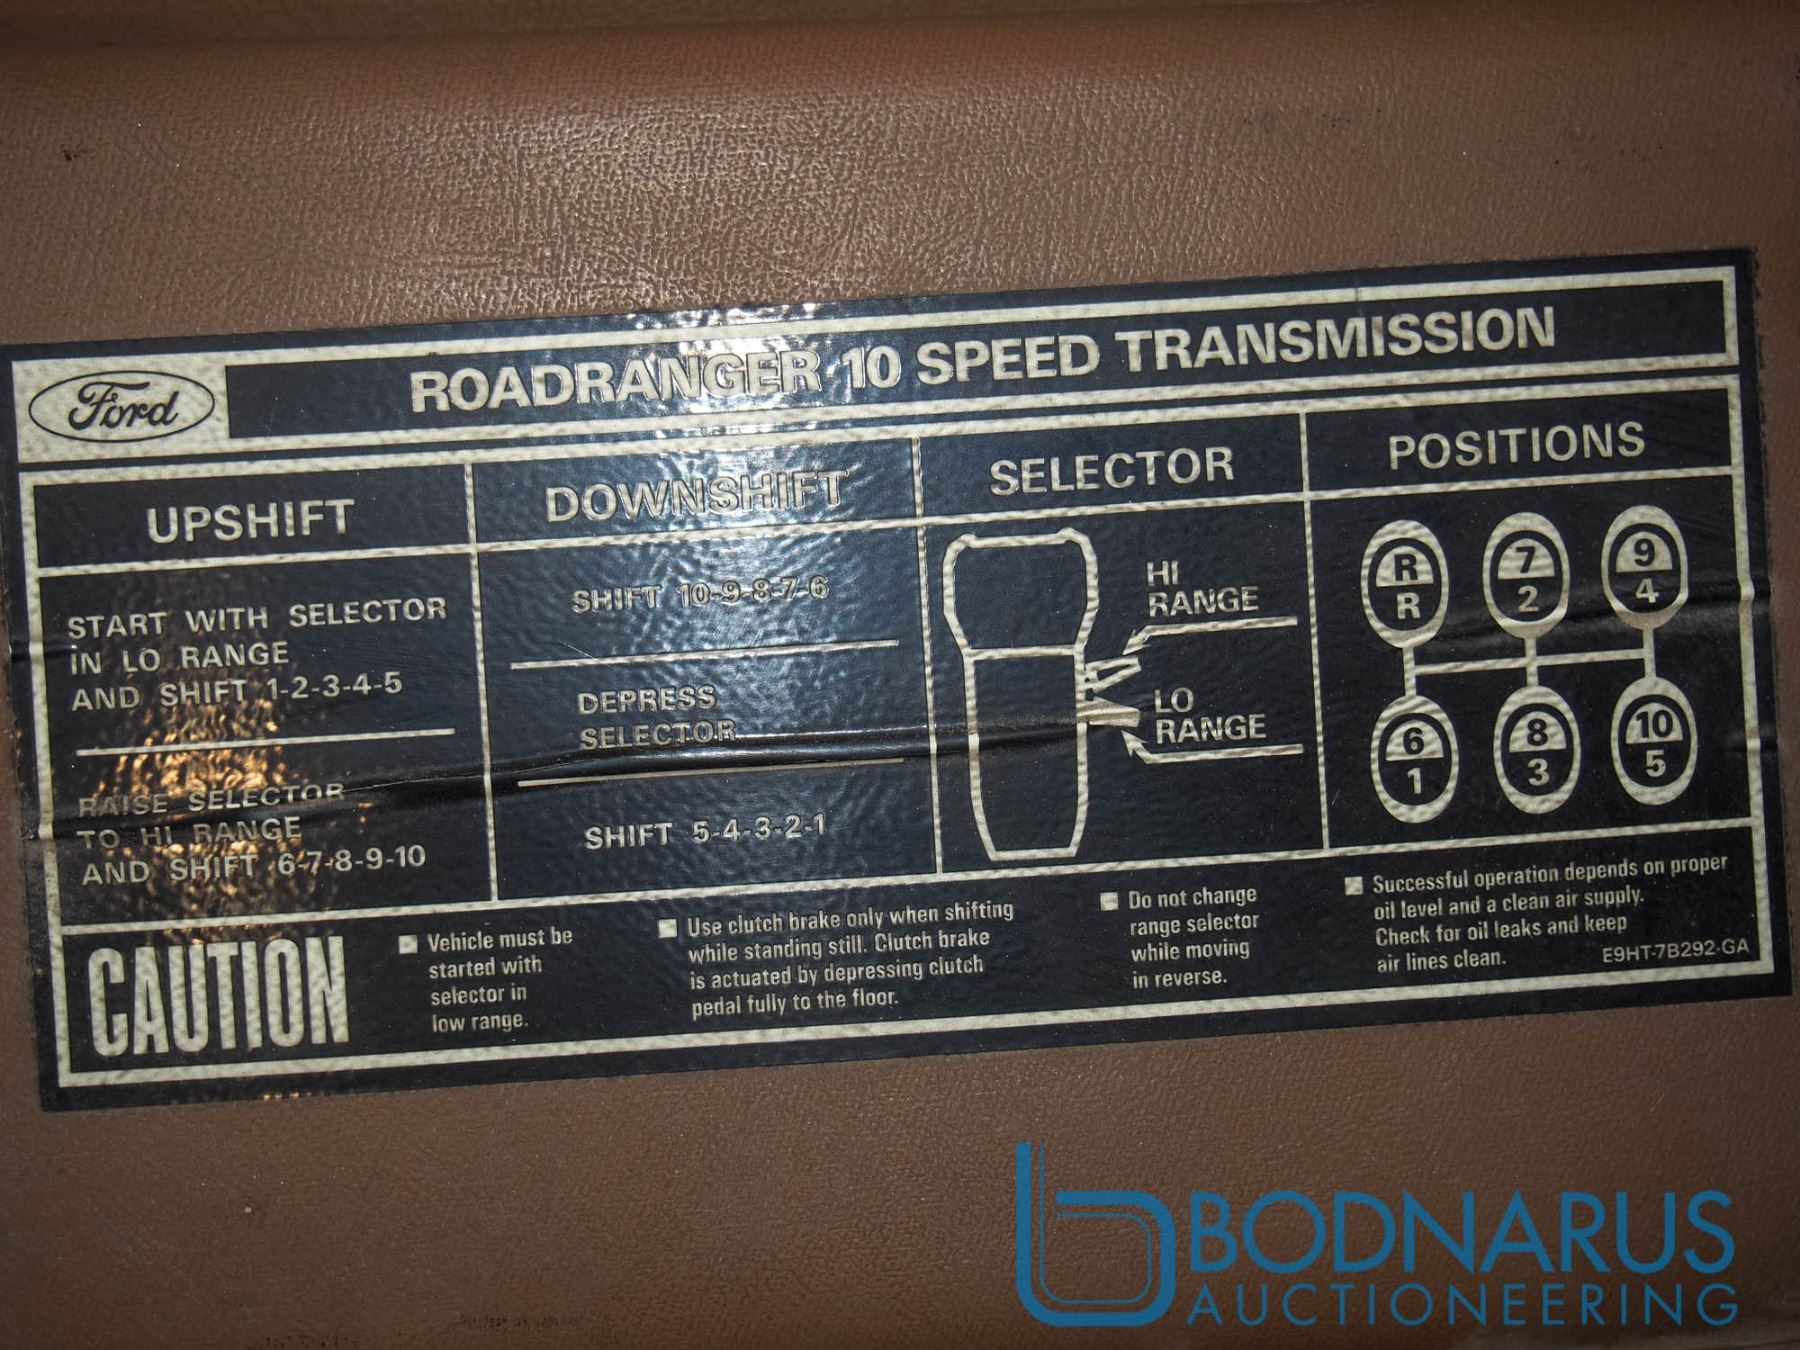 Ford
ROADRANGER 10 SPEED TRANSMISSION
UPSHIFT
START WITH SELECTOR
IN LO RANGE
AND SHIFT 1-2-3-4-5
RAISE SELECTOR
TO HI RANGE
AND SHIFT 6-7-8-9-10
DOWNSHIFT
SHIFT 10-9-8-7-6
DEPRESS
SELECTOR
SHIFT 5-4-3-2-1
SELECTOR
HI
RANGE
LO
RANGE
POSITIONS
R 7 9
R 2 4
6 8 10
1 3 5
CAUTION
Vehicle must be
started with
selector in
low range.
Use clutch brake only when shifting
while standing still. Clutch brake
is actuated by depressing clutch
pedal fully to the floor.
Do not change
range selector
while moving
in reverse.
Successful operation depends on proper
oil level and a clean air supply.
Check for oil leaks and keep
air lines clean.
E9HT-7B292-GA
BODNARUS
AUCTIONEERING